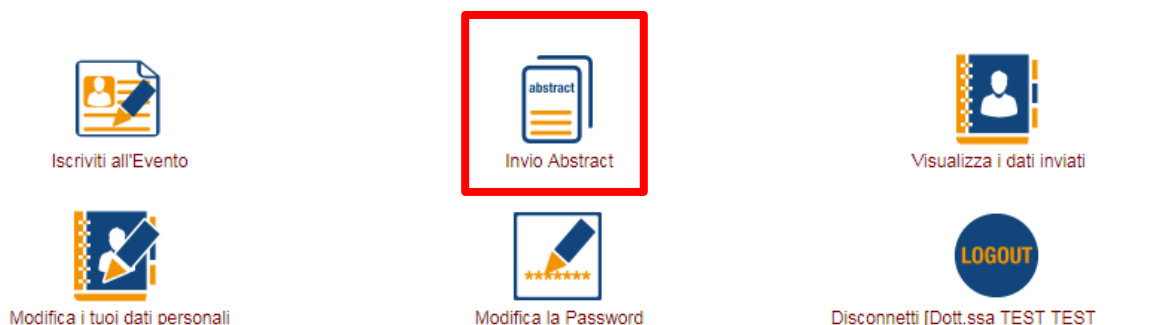 abstract
Iscriviti all'Evento
Invio Abstract
Visualizza i dati inviati
*******
LOGOUT
Modifica i tuoi dati personali
Modifica la Password
Disconnetti [Dott.ssa TEST TEST